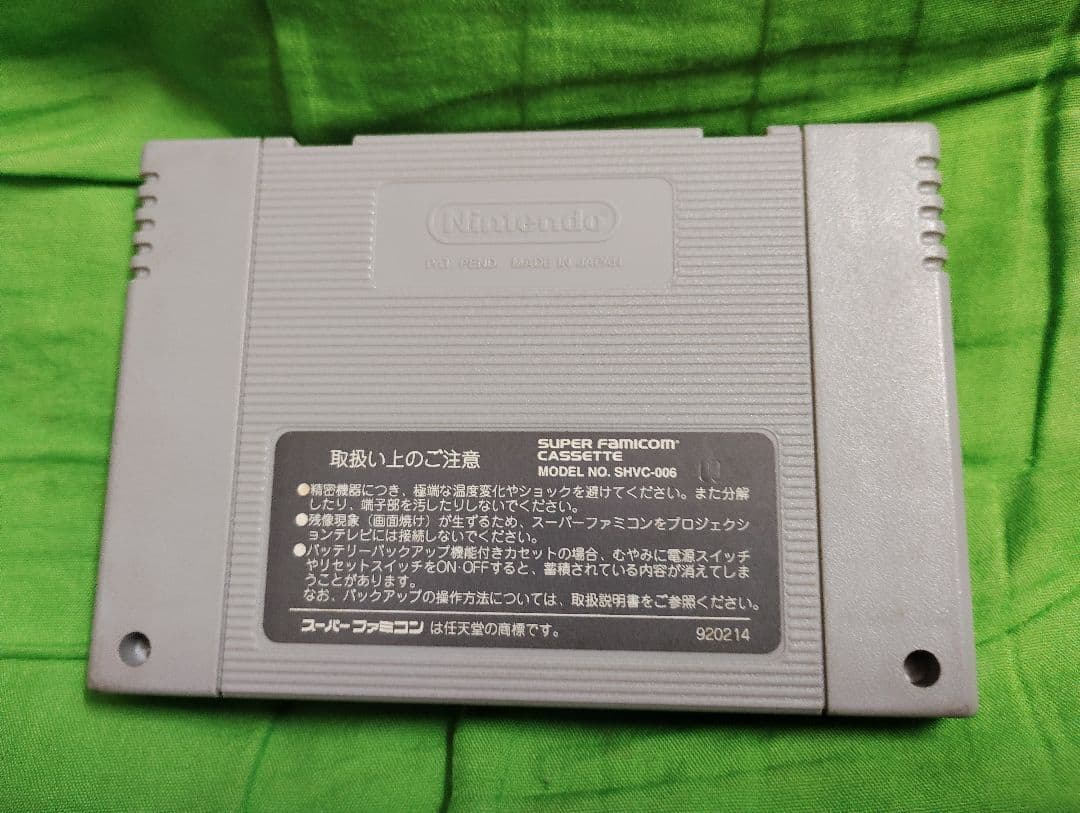 Nintendo
PAT. PEND. MADE IN JAPAN
取扱い上のご注意
SUPER FAMICOM
CASSETTE
MODEL NO. SHVC-006
●精密機器につき、極端な温度変化やショックを避けてください。また分解
したり、端子部を汚したりしないでください。
●残像現象(画面焼け)が生ずるため、スーパーファミコンをプロジェクシ
ョンテレビには接続しないでください。
●バッテリーバックアップ機能付きカセットの場合、むやみに電源スイッチ
やリセットスイッチをON·OFFすると、蓄積されている内容が消えてしま
うことがあります。
なお、バックアップの操作方法については、取扱説明書をご参照ください。
スーパーファミコン は任天堂の商標です。
920214